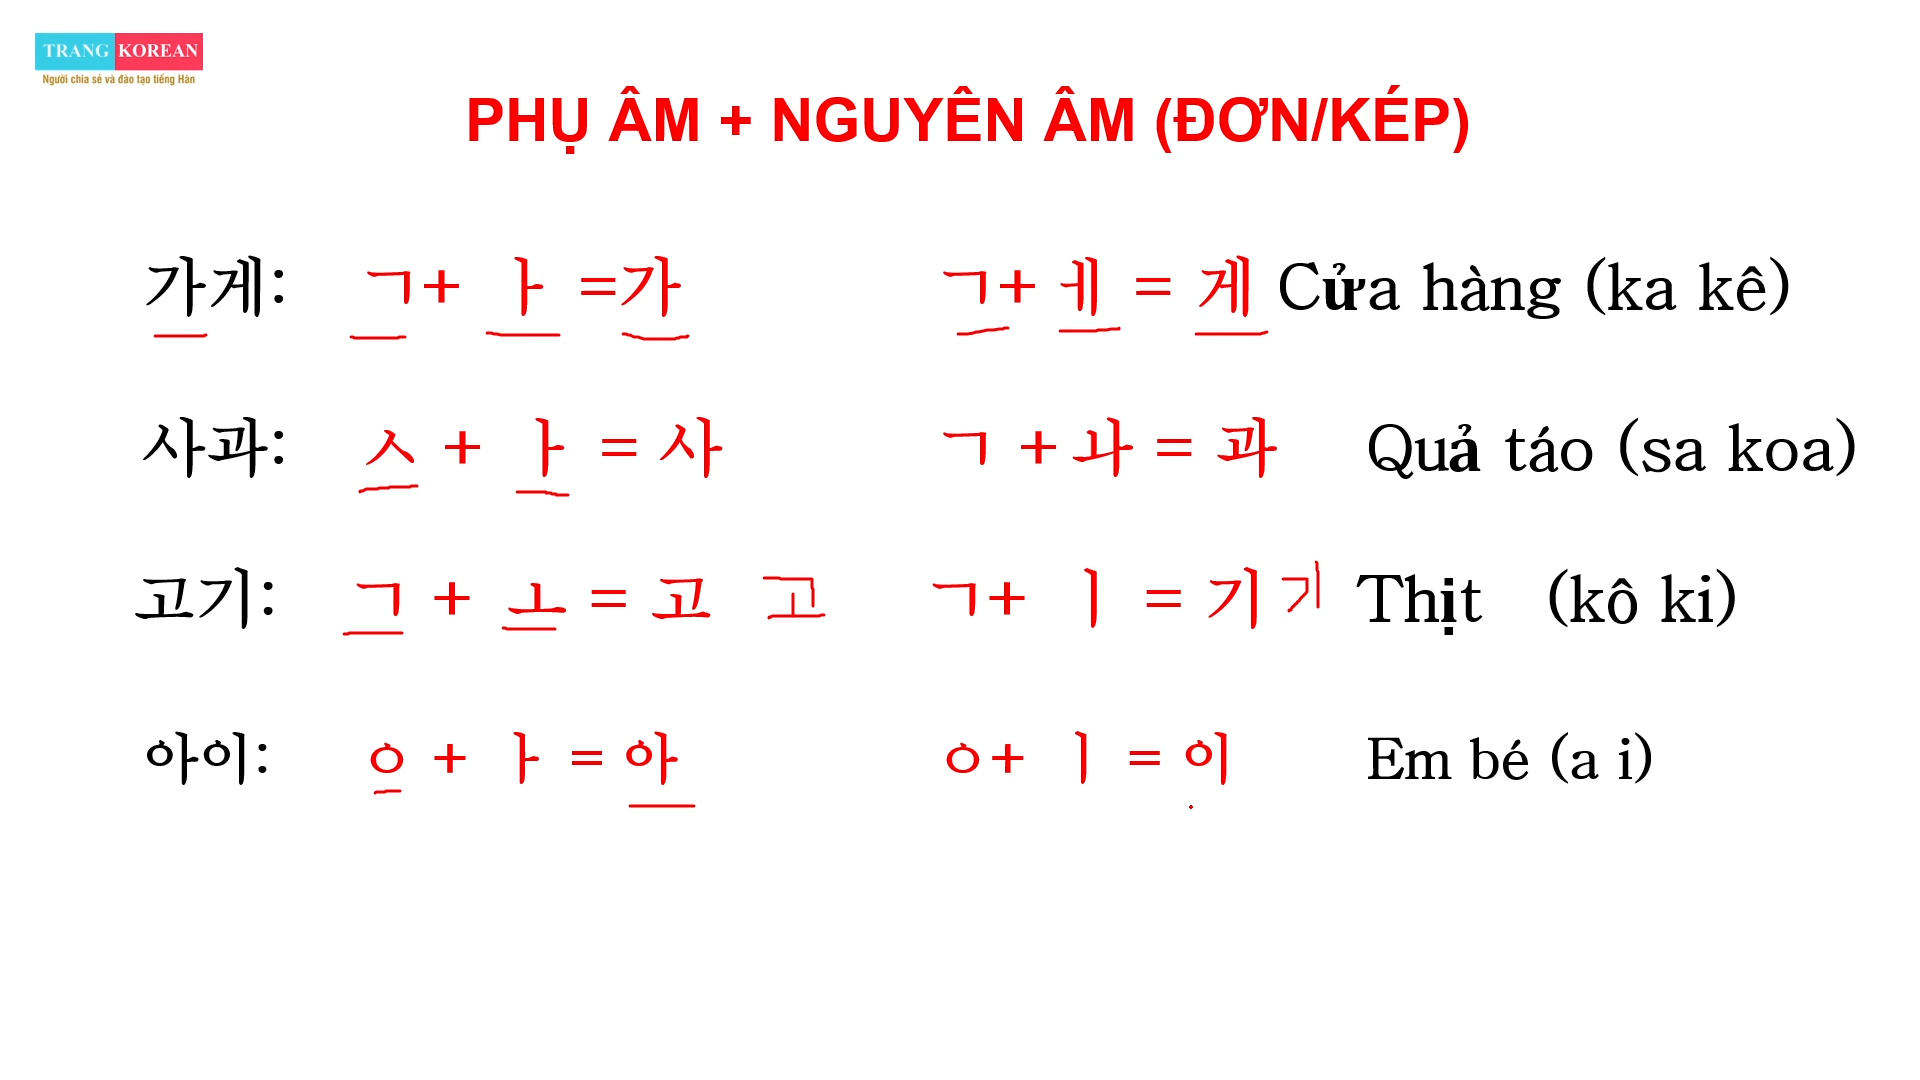 TRANG KOREAN
Người chia sẻ và đào tạo tiếng Hàn
PHỤ ÂM + NGUYÊN ÂM (ĐƠN/KÉP)
가게: ㄱ+ ㅏ =가 ㄱ+ ㅔ = 게 Cửa hàng (ka kê)
사과: ㅅ + ㅏ = 사 ㄱ +ㅘ = 과 Quả táo (sa koa)
고기: ㄱ + ㅗ = 고 고 ㄱ+ ㅣ = 기 기 Thịt (kô ki)
아이: ㅇ + ㅏ = 아 ㅇ+ ㅣ = 이 Em bé (a i)